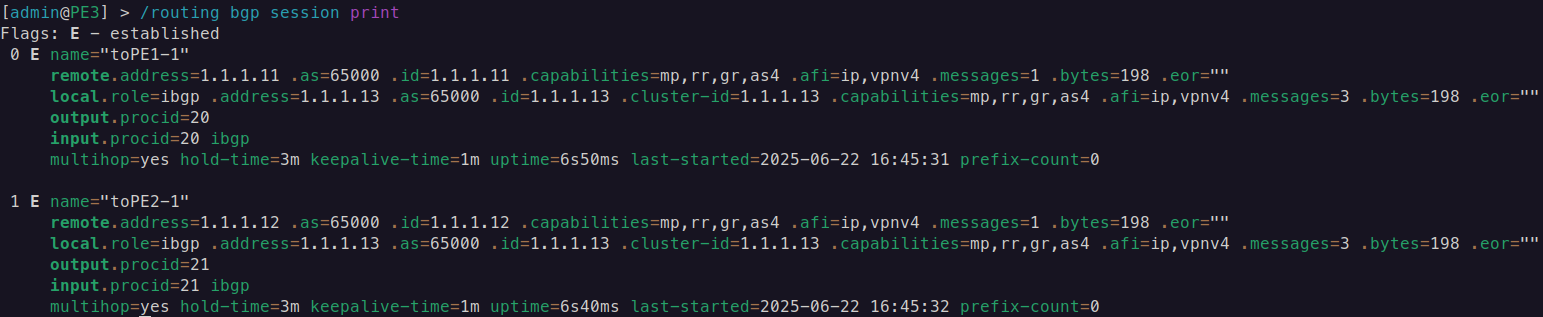 [admin@PE3] > /routing bgp session print
Flags: E - established
 0 E name="toPE1-1"
     remote.address=1.1.1.11 .as=65000 .id=1.1.1.11 .capabilities=mp,rr,gr,as4 .afi=ip,vpnv4 .messages=1 .bytes=198 .eor=""
     local.role=ibgp .address=1.1.1.13 .as=65000 .id=1.1.1.13 .cluster-id=1.1.1.13 .capabilities=mp,rr,gr,as4 .afi=ip,vpnv4 .messages=3 .bytes=198 .eor=""
     output.procid=20
     input.procid=20 ibgp
     multihop=yes hold-time=3m keepalive-time=1m uptime=6s50ms last-started=2025-06-22 16:45:31 prefix-count=0

 1 E name="toPE2-1"
     remote.address=1.1.1.12 .as=65000 .id=1.1.1.12 .capabilities=mp,rr,gr,as4 .afi=ip,vpnv4 .messages=1 .bytes=198 .eor=""
     local.role=ibgp .address=1.1.1.13 .as=65000 .id=1.1.1.13 .cluster-id=1.1.1.13 .capabilities=mp,rr,gr,as4 .afi=ip,vpnv4 .messages=3 .bytes=198 .eor=""
     output.procid=21
     input.procid=21 ibgp
     multihop=yes hold-time=3m keepalive-time=1m uptime=6s40ms last-started=2025-06-22 16:45:32 prefix-count=0